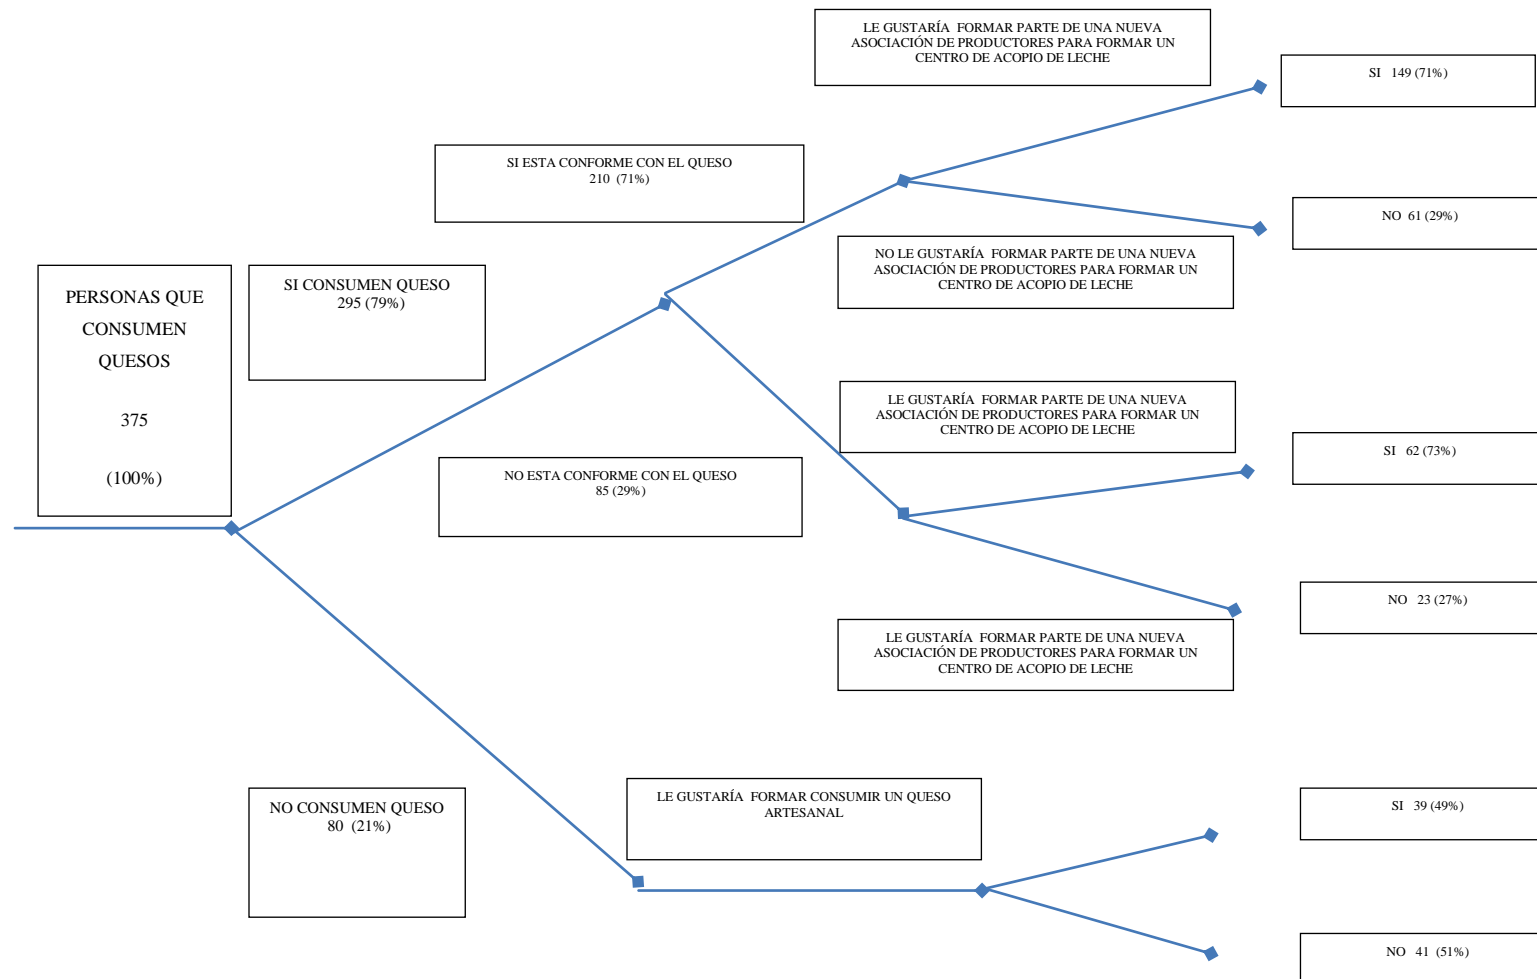 LE GUSTARÍA FORMAR PARTE DE UNA NUEVA
ASOCIACIÓN DE PRODUCTORES PARA FORMAR UN
CENTRO DE ACOPIO DE LECHE
SI 149 (71%)
SI ESTA CONFORME CON EL QUESO
210 (71%)
NO 61 (29%)
NO LE GUSTARÍA FORMAR PARTE DE UNA NUEVA
ASOCIACIÓN DE PRODUCTORES PARA FORMAR UN
CENTRO DE ACOPIO DE LECHE
PERSONAS QUE
CONSUMEN
QUESOS
375
(100%)
SI CONSUMEN QUESO
295 (79%)
LE GUSTARÍA FORMAR PARTE DE UNA NUEVA
ASOCIACIÓN DE PRODUCTORES PARA FORMAR UN
CENTRO DE ACOPIO DE LECHE
SI 62 (73%)
NO ESTA CONFORME CON EL QUESO
85 (29%)
NO 23 (27%)
LE GUSTARÍA FORMAR PARTE DE UNA NUEVA
ASOCIACIÓN DE PRODUCTORES PARA FORMAR UN
CENTRO DE ACOPIO DE LECHE
NO CONSUMEN QUESO
80 (21%)
LE GUSTARÍA FORMAR CONSUMIR UN QUESO
ARTESANAL
SI 39 (49%)
NO 41 (51%)